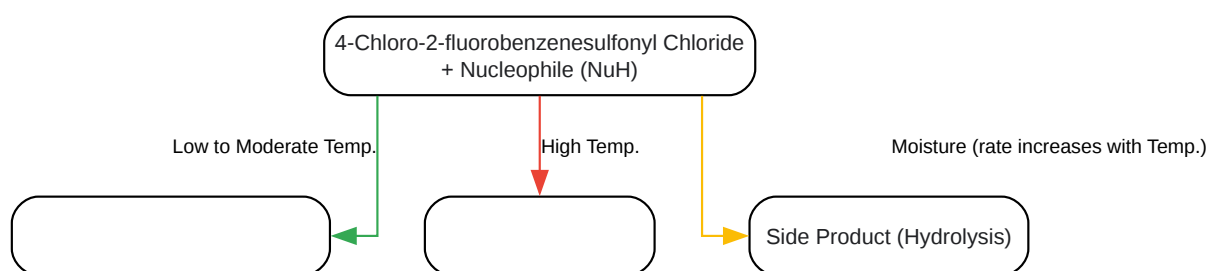 4-Chloro-2-fluorobenzenesulfonyl Chloride
+ Nucleophile (NuH)
Low to Moderate Temp.
High Temp.
Moisture (rate increases with Temp.)
Side Product (Hydrolysis)